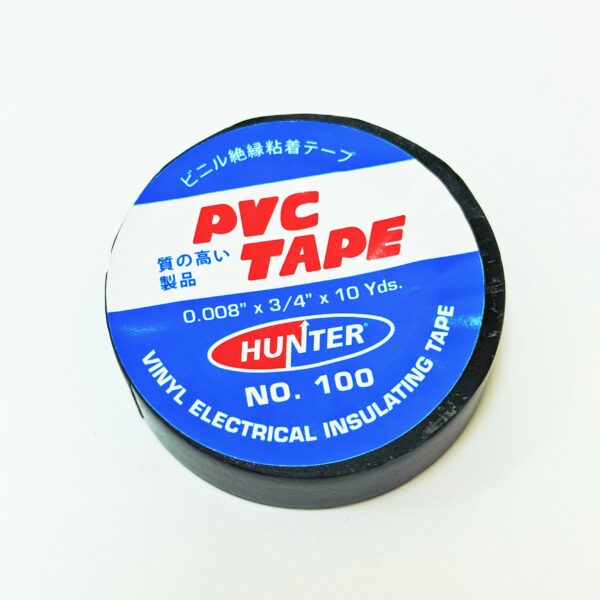 ビニル絶縁粘着テープ
PVC
TAPE
質の高い
製品
0.008" x 3/4" x 10 Yds.
HUNTER®
NO. 100
VINYL ELECTRICAL INSULATING TAPE